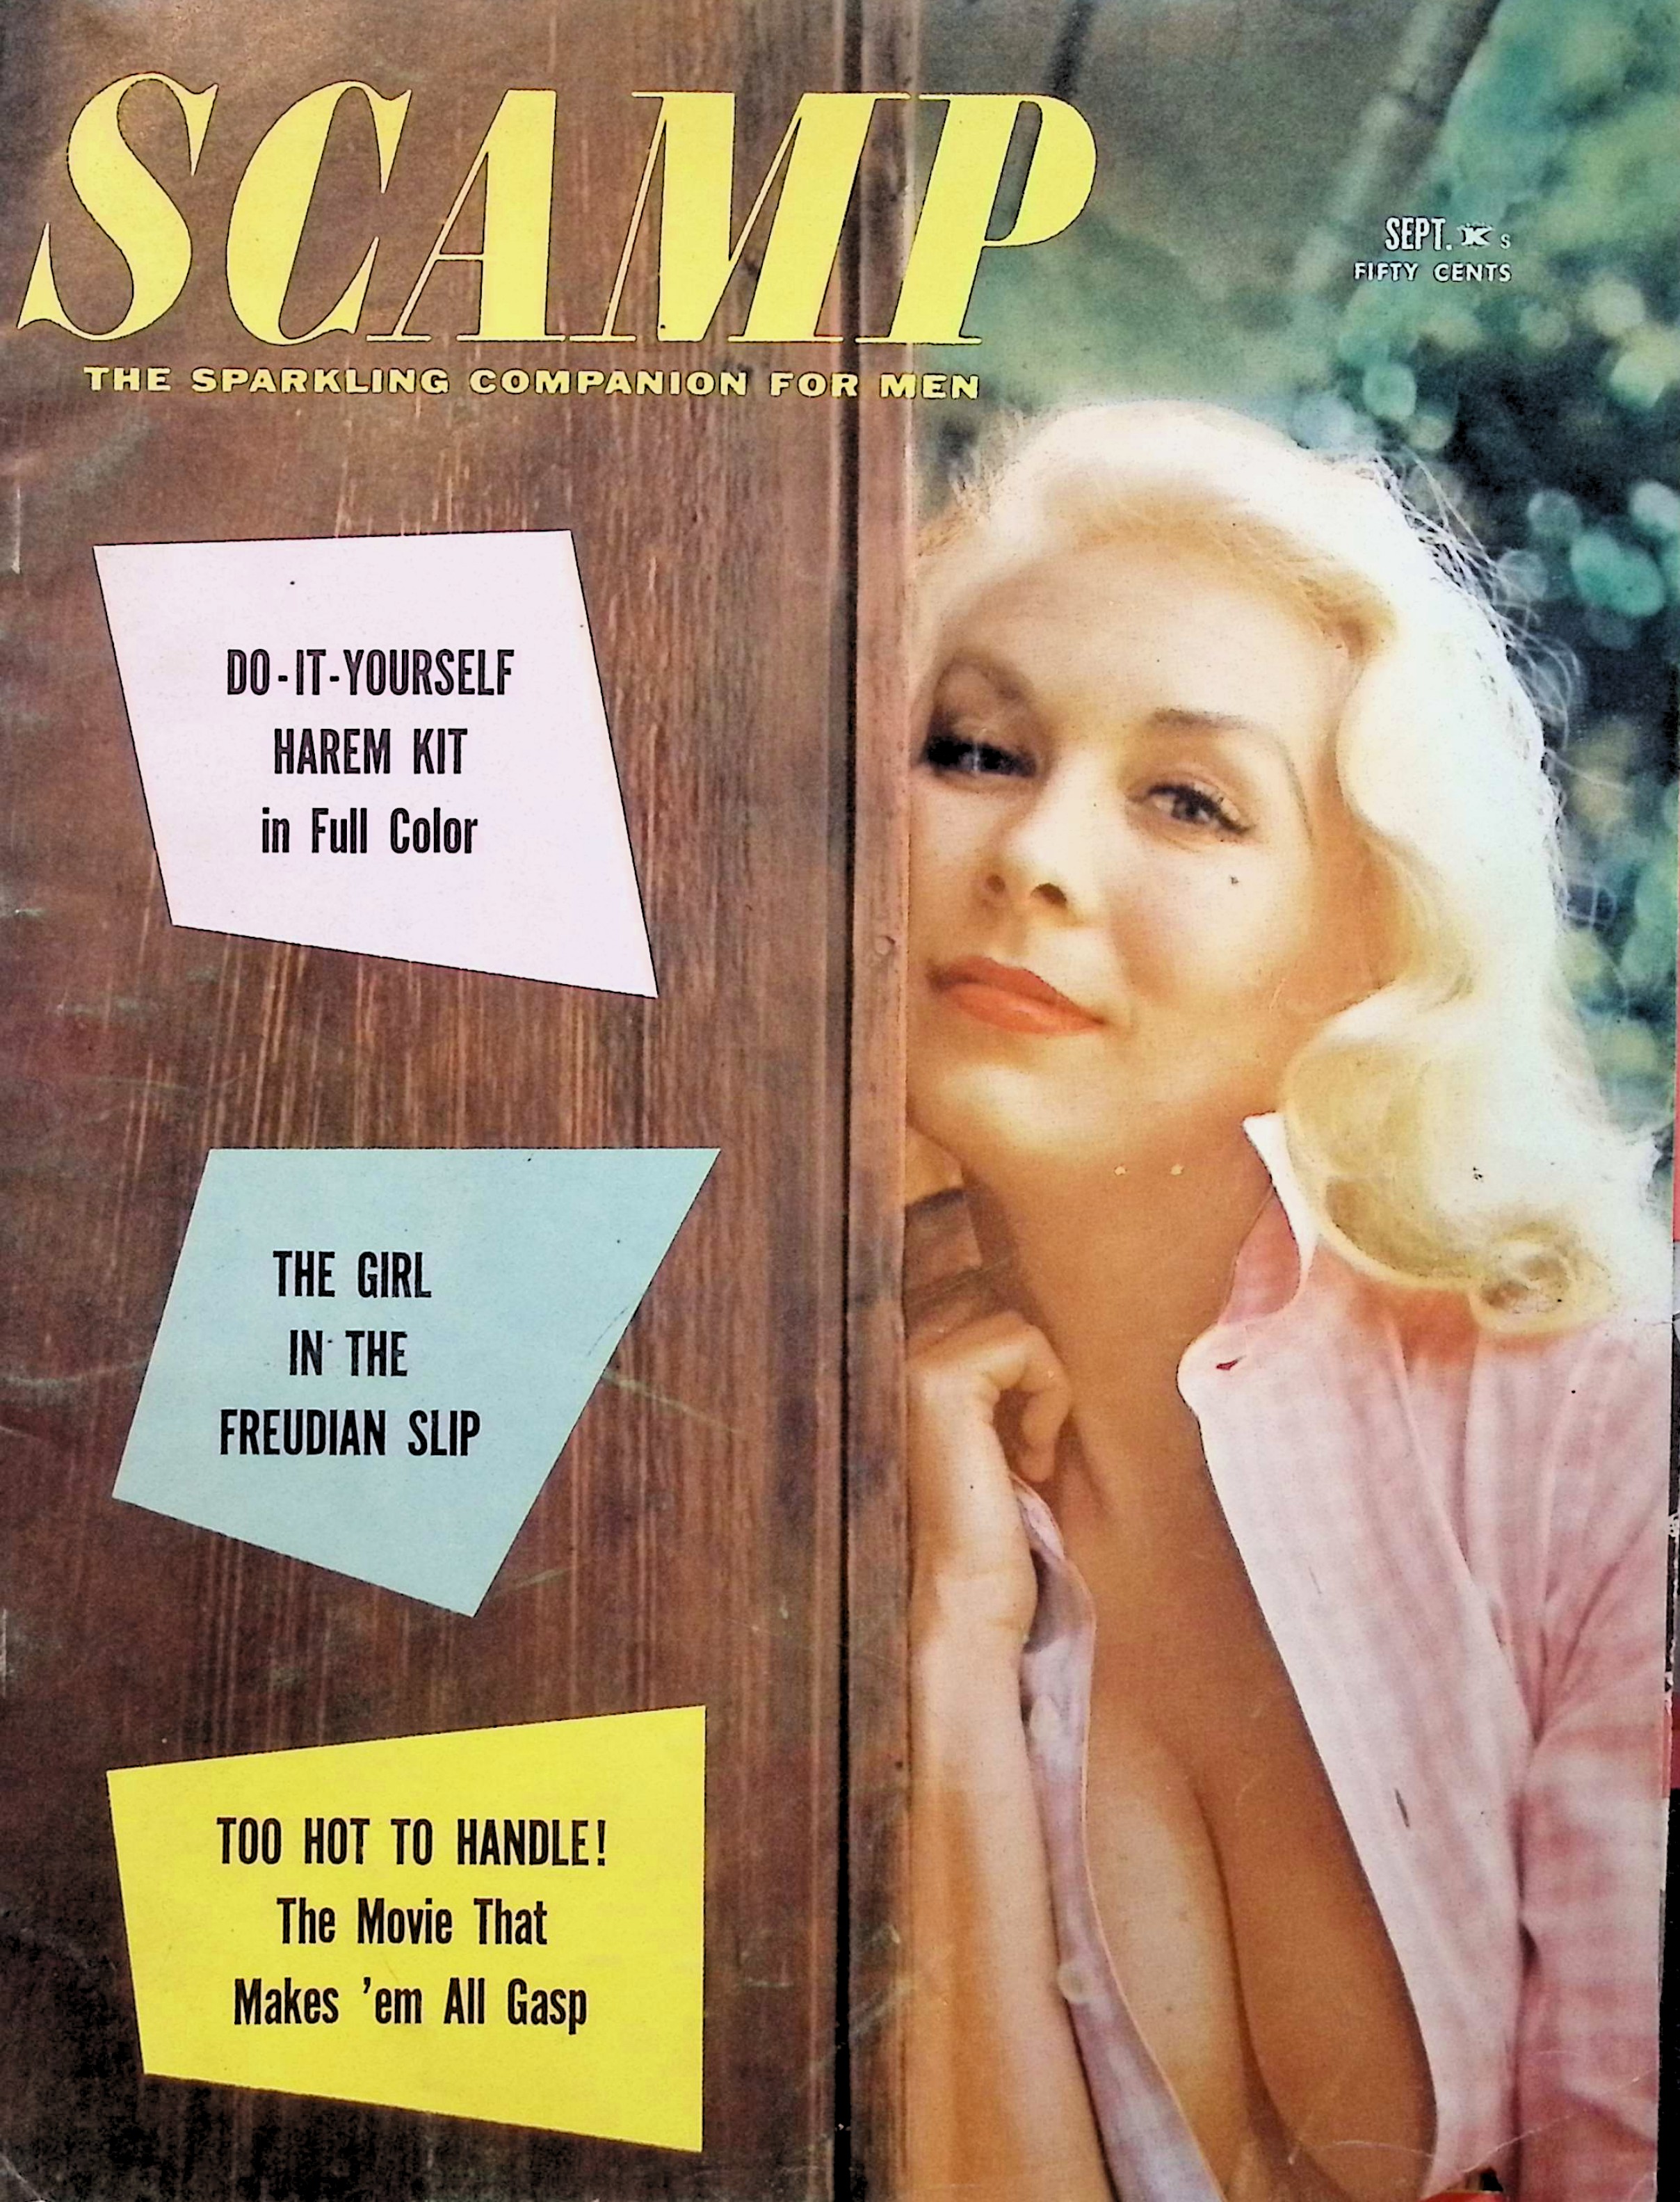 SCAMP
THE SPARKLING COMPANION FOR MEN
SEPT. K s
FIFTY CENTS
DO-IT-YOURSELF
HAREM KIT
in Full Color
THE GIRL
IN THE
FREUDIAN SLIP
TOO HOT TO HANDLE!
The Movie That
Makes 'em All Gasp